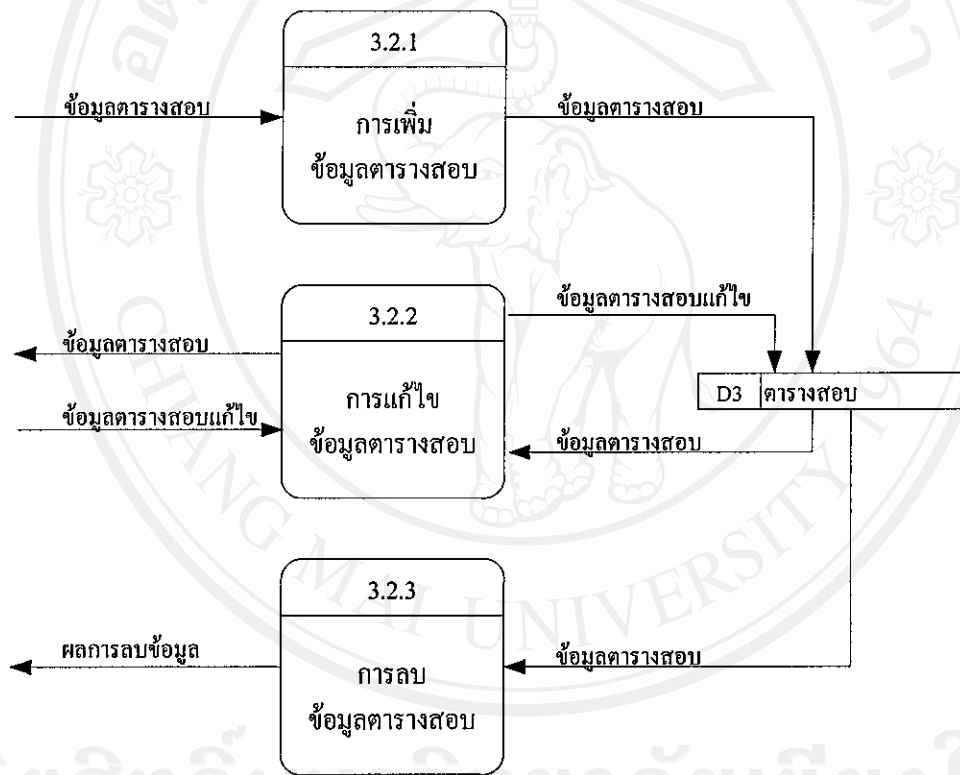 3.2.1
ข้อมูลตารางสอบ
การเพิ่ม
ข้อมูลตารางสอบ
ข้อมูลตารางสอบ
3.2.2
ข้อมูลตารางสอบแก้ไข
ข้อมูลตารางสอบ
การแก้ไข
ข้อมูลตารางสอบ
ข้อมูลตารางสอบแก้ไข
D3 ตารางสอบ
ข้อมูลตารางสอบ
3.2.3
ผลการลบข้อมูล
การลบ
ข้อมูลตารางสอบ
ข้อมูลตารางสอบ
CHIANG MAI UNIVERSITY 1964